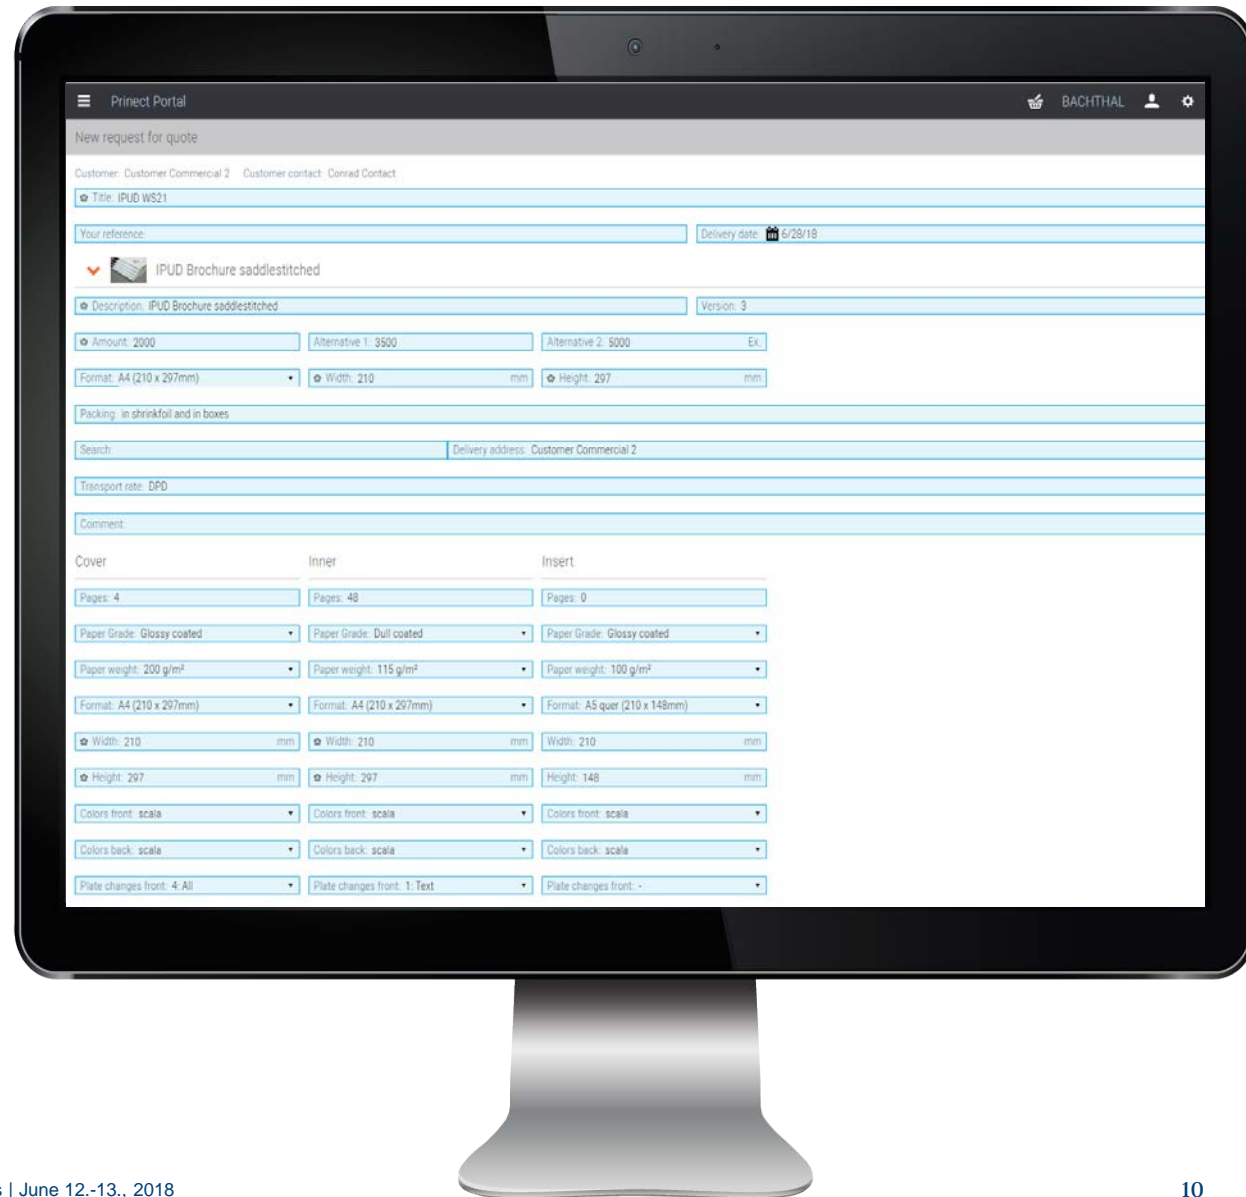 Prinect Portal BACHTHAL
New request for quote
Customer: Customer Commercial 2 Customer contact: Conrad Contact
Title: IPUD WS21
Your reference: Delivery date: 6/28/18
IPUD Brochure saddlestitched
Description: IPUD Brochure saddlestitched Version: 3
Amount: 2000 Alternative 1: 3500 Alternative 2: 5000 Ex.
Format: A4 (210 x 297mm) Width: 210 mm Height: 297 mm
Packing: in shrinkfoil and in boxes
Search: Delivery address: Customer Commercial 2
Transport rate: DPD
Comment:
Cover Inner Insert
Pages: 4 Pages: 48 Pages: 0
Paper Grade: Glossy coated Paper Grade: Dull coated Paper Grade: Glossy coated
Paper weight: 200 g/m² Paper weight: 115 g/m² Paper weight: 100 g/m²
Format: A4 (210 x 297mm) Format: A4 (210 x 297mm) Format: A5 quer (210 x 148mm)
Width: 210 mm Width: 210 mm Width: 210 mm
Height: 297 mm Height: 297 mm Height: 148 mm
Colors front: scala Colors front: scala Colors front: scala
Colors back: scala Colors back: scala Colors back: scala
Plate changes front: 4: All Plate changes front: 1: Text Plate changes front: -
s | June 12.-13., 2018 10